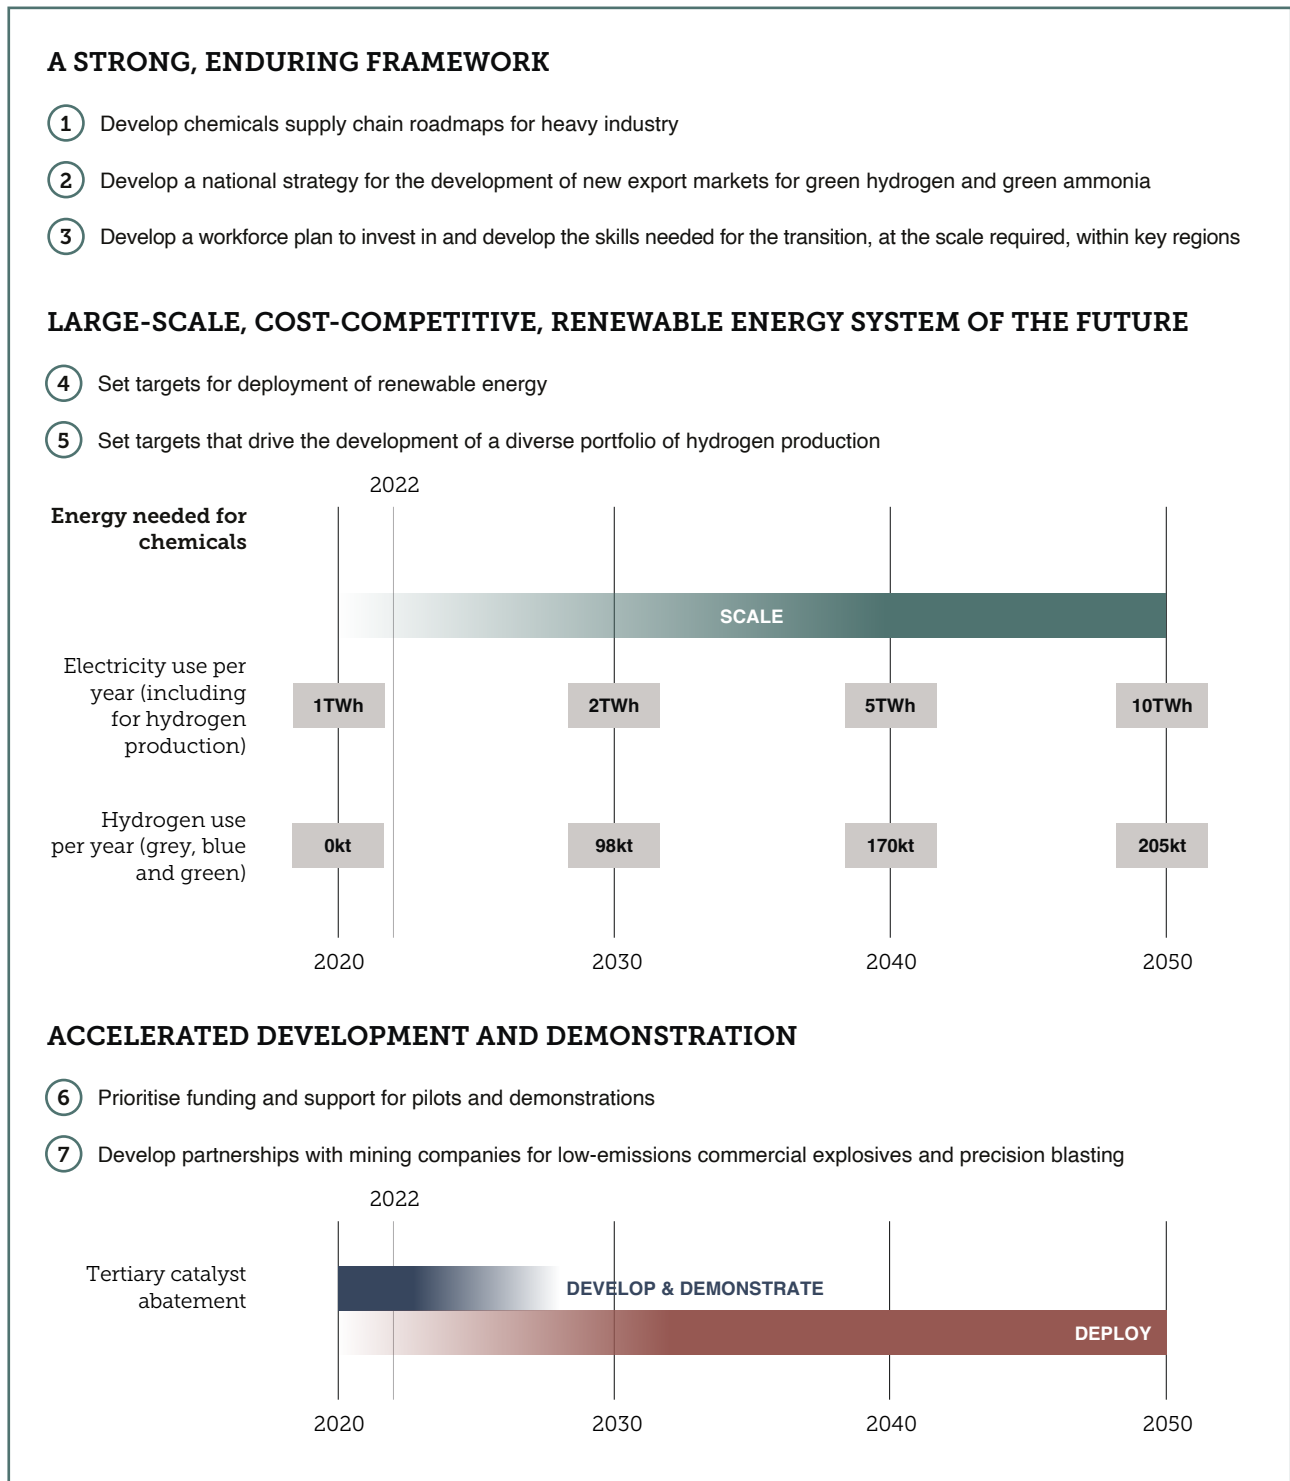 A STRONG, ENDURING FRAMEWORK
1 Develop chemicals supply chain roadmaps for heavy industry
2 Develop a national strategy for the development of new export markets for green hydrogen and green ammonia
3 Develop a workforce plan to invest in and develop the skills needed for the transition, at the scale required, within key regions
LARGE-SCALE, COST-COMPETITIVE, RENEWABLE ENERGY SYSTEM OF THE FUTURE
4 Set targets for deployment of renewable energy
5 Set targets that drive the development of a diverse portfolio of hydrogen production
2022
Energy needed for
chemicals
SCALE
Electricity use per
year (including
for hydrogen
production)
1TWh 2TWh 5TWh 10TWh
Hydrogen use
per year (grey, blue
and green)
0kt 98kt 170kt 205kt
2020 2030 2040 2050
ACCELERATED DEVELOPMENT AND DEMONSTRATION
6 Prioritise funding and support for pilots and demonstrations
7 Develop partnerships with mining companies for low-emissions commercial explosives and precision blasting
2022
Tertiary catalyst
abatement
DEVELOP & DEMONSTRATE
DEPLOY
2020 2030 2040 2050